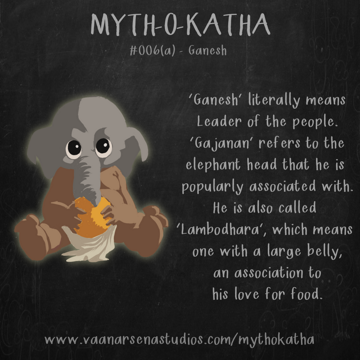 MYTH-O-KATHA
#006(a) - Ganesh
'Ganesh' literally means
Leader of the people.
'Gajanan' refers to the
elephant head that he is
popularly associated with.
He is also called
'Lambodhara', which means
one with a large belly,
an association to
his love for food.
www.vaanarsenastudios.com/mythokatha